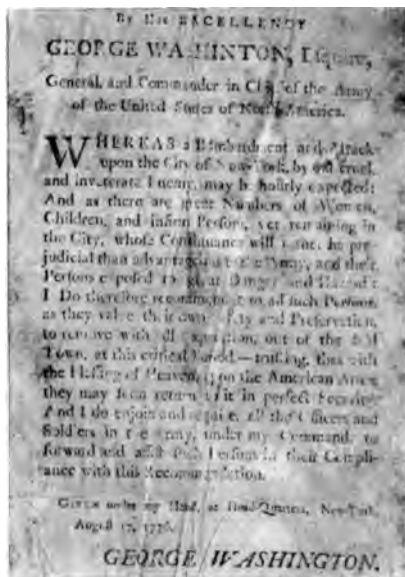 By His EXCELLENCY
GEORGE WASHINTON, Esquire,
General, and Commander in Chief of the Army
of the United States of North America.
WHEREAS a Bombardment and Attack
upon the City of New-York, by our cruel,
and inveterate Enemy, may be hourly expected:
And as there are great Numbers of Women,
Children, and infirm Persons, yet remaining in
the City, whose Continuance will rather be pre-
judicial than advantageous to the Army, and their
Persons exposed to great Danger and Hazard:
I Do therefore recommend it to all such Persons,
as they value their own Safety and Preservation,
to remove with all Expedition, out of the said
Town, at this critical Period—trusting, that with
the Blessing of Heaven, upon the American Arms,
they may soon return to it in perfect Security.
And I do enjoin and require, all the Officers and
Soldiers in the Army, under my Command, to
forward and assist such Persons in their Compli-
ance with this Recommendation.
GIVEN under my Hand, at Head-Quarters, New-York,
August 17, 1776.
GEORGE WASHINGTON.